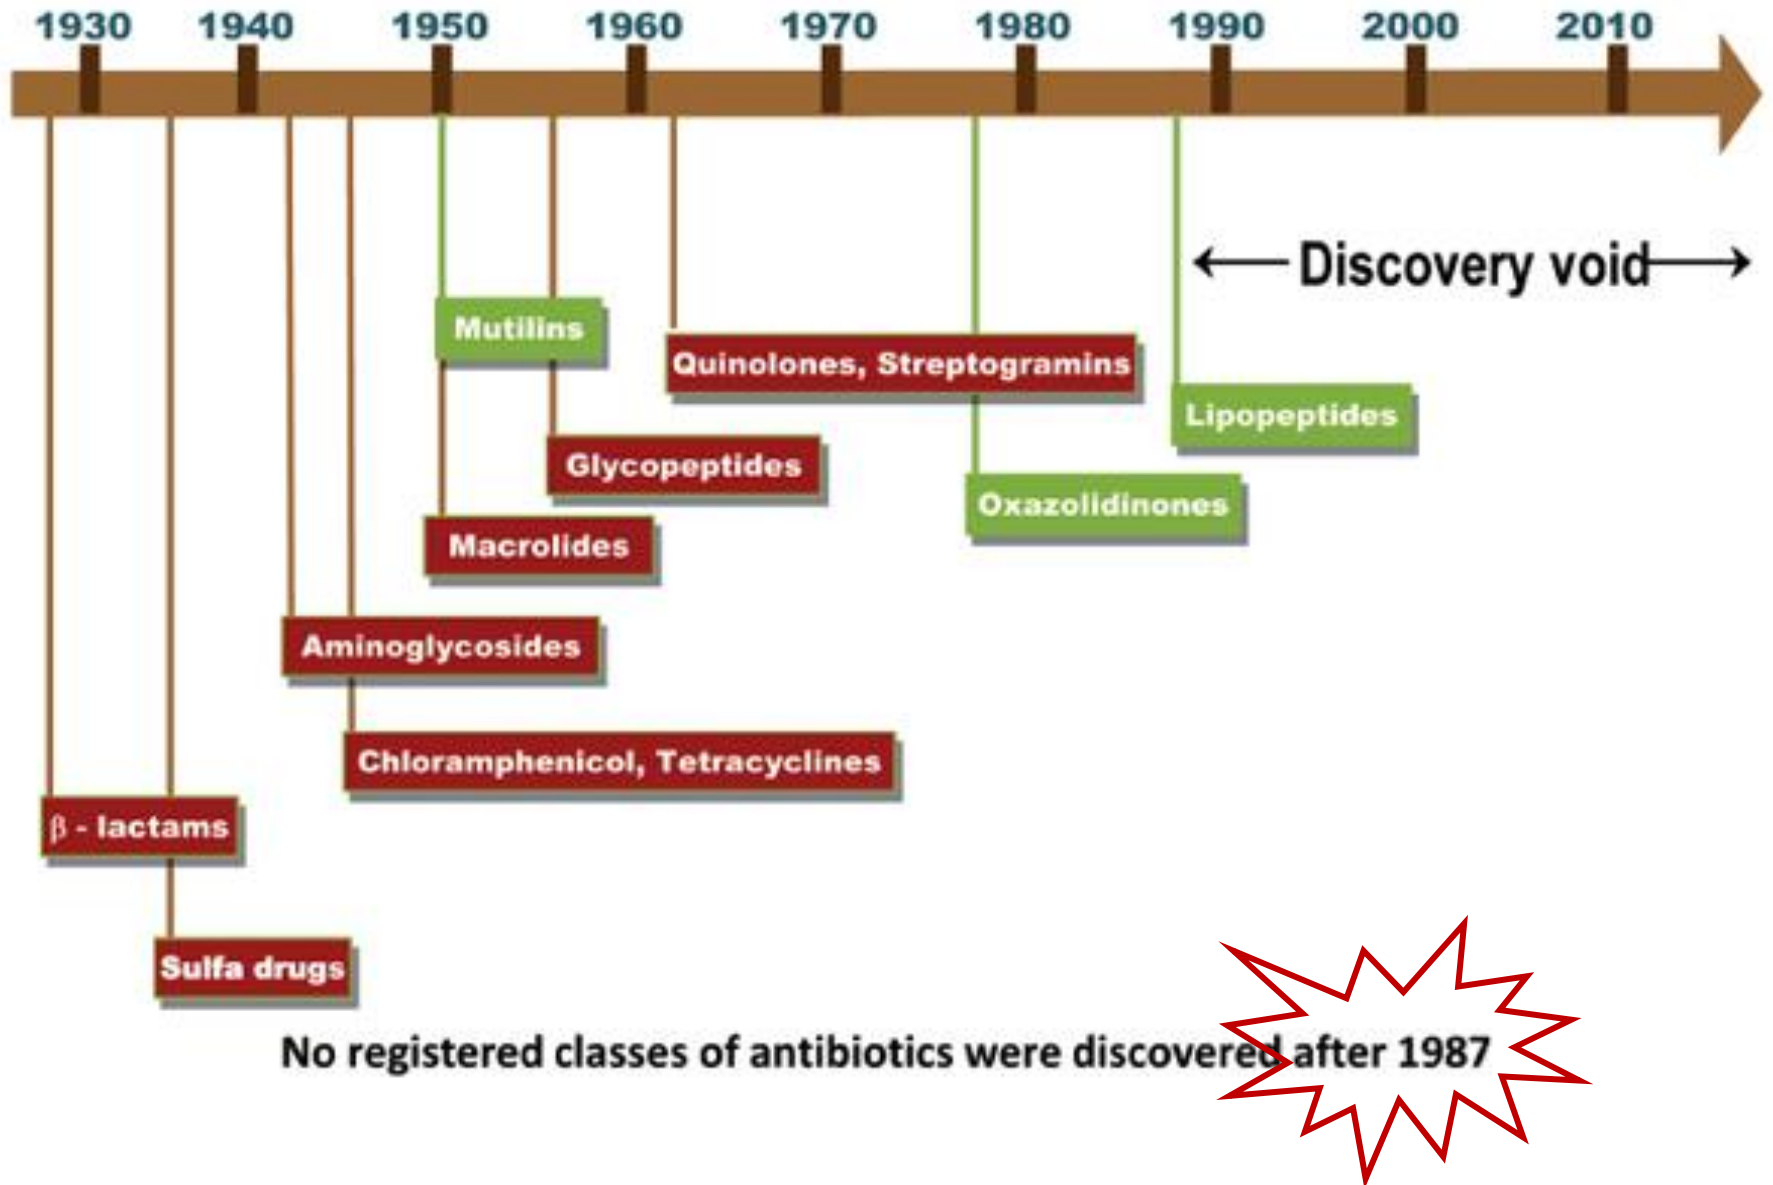 1930 1940 1950 1960 1970 1980 1990 2000 2010
Discovery void
Mutilins
Quinolones, Streptogramins
Lipopeptides
Glycopeptides
Oxazolidinones
Macrolides
Aminoglycosides
Chloramphenicol, Tetracyclines
β - lactams
Sulfa drugs
No registered classes of antibiotics were discovered after 1987